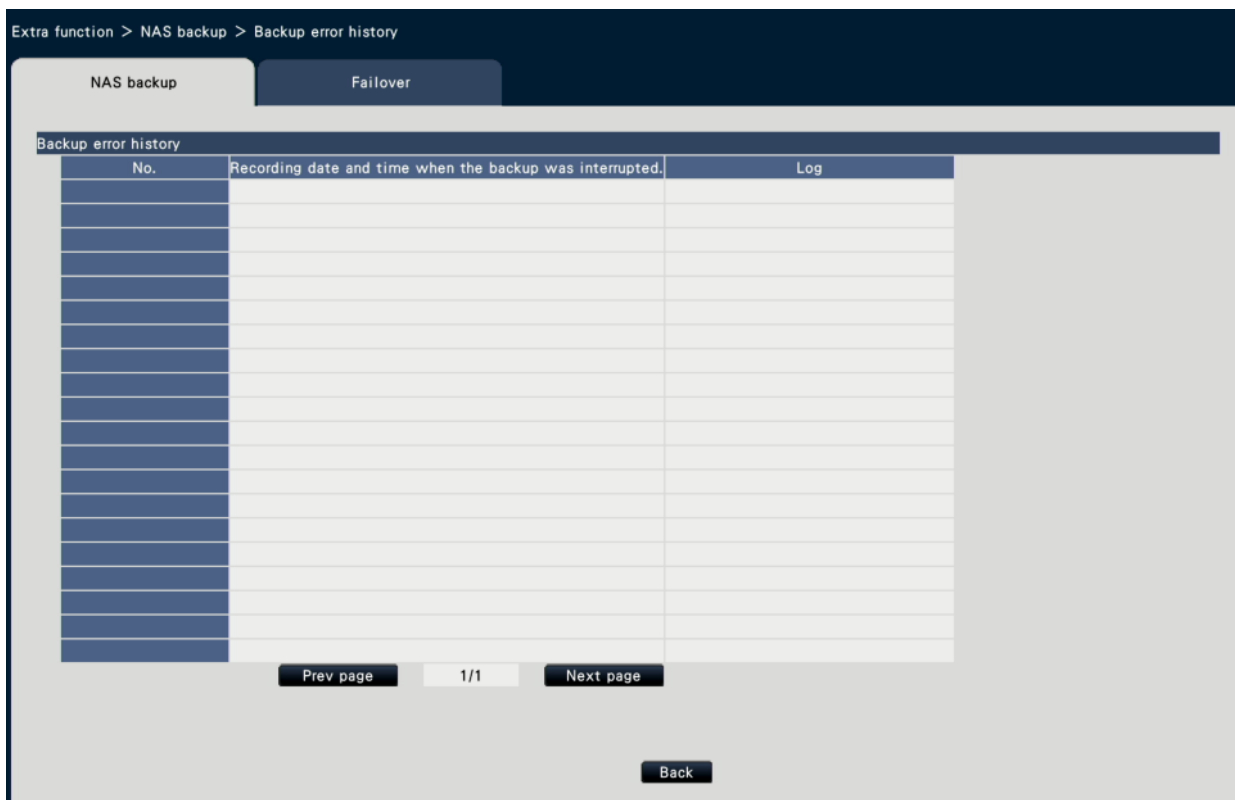 Extra function > NAS backup > Backup error history
NAS backup Failover
Backup error history
No. Recording date and time when the backup was interrupted. Log
Prev page 1/1 Next page
Back